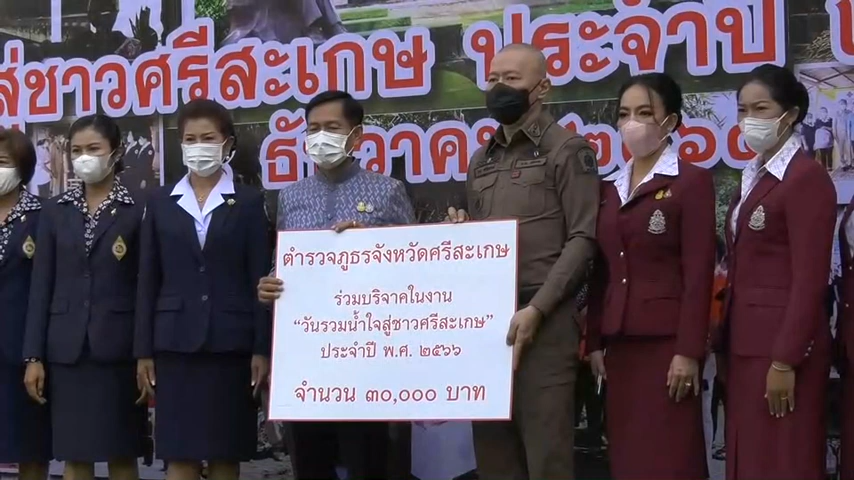 สู่ชาวศรีสะเกษ ประจำปี
ธันวาคม ๒๕๖๖
ตำรวจภูธรจังหวัดศรีสะเกษ
ร่วมบริจาคในงาน
“วันรวมน้ำใจสู่ชาวศรีสะเกษ”
ประจำปี พ.ศ. ๒๕๖๖
จำนวน ๓๐,๐๐๐ บาท